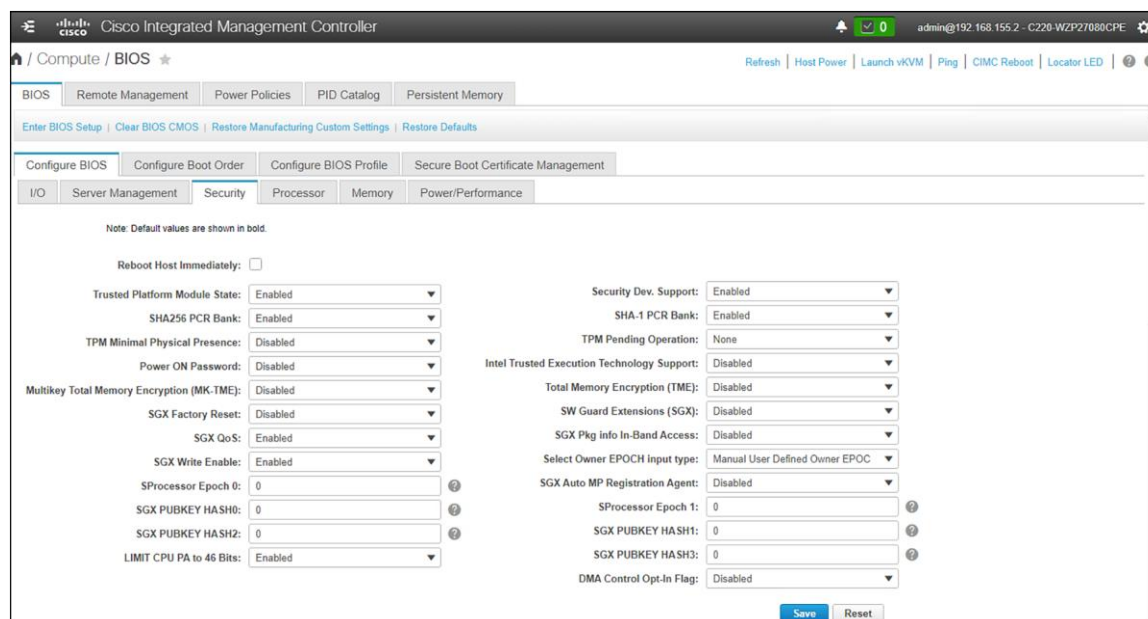 cisco Cisco Integrated Management Controller 0 admin@192.168.155.2 - C220-WZP27080CPE
/ Compute / BIOS Refresh | Host Power | Launch vKVM | Ping | CIMC Reboot | Locator LED |
BIOS Remote Management Power Policies PID Catalog Persistent Memory
Enter BIOS Setup | Clear BIOS CMOS | Restore Manufacturing Custom Settings | Restore Defaults
Configure BIOS Configure Boot Order Configure BIOS Profile Secure Boot Certificate Management
I/O Server Management Security Processor Memory Power/Performance
Note: Default values are shown in bold.
Reboot Host Immediately:
Trusted Platform Module State: Enabled
SHA256 PCR Bank: Enabled
TPM Minimal Physical Presence: Disabled
Power ON Password: Disabled
Multikey Total Memory Encryption (MK-TME): Disabled
SGX Factory Reset: Disabled
SGX QoS: Enabled
SGX Write Enable: Enabled
SProcessor Epoch 0: 0
SGX PUBKEY HASH0: 0
SGX PUBKEY HASH2: 0
LIMIT CPU PA to 46 Bits: Enabled
Security Dev. Support: Enabled
SHA-1 PCR Bank: Enabled
TPM Pending Operation: None
Intel Trusted Execution Technology Support: Disabled
Total Memory Encryption (TME): Disabled
SW Guard Extensions (SGX): Disabled
SGX Pkg info In-Band Access: Disabled
Select Owner EPOCH input type: Manual User Defined Owner EPOC
SGX Auto MP Registration Agent: Disabled
SProcessor Epoch 1: 0
SGX PUBKEY HASH1: 0
SGX PUBKEY HASH3: 0
DMA Control Opt-In Flag: Disabled
Save Reset